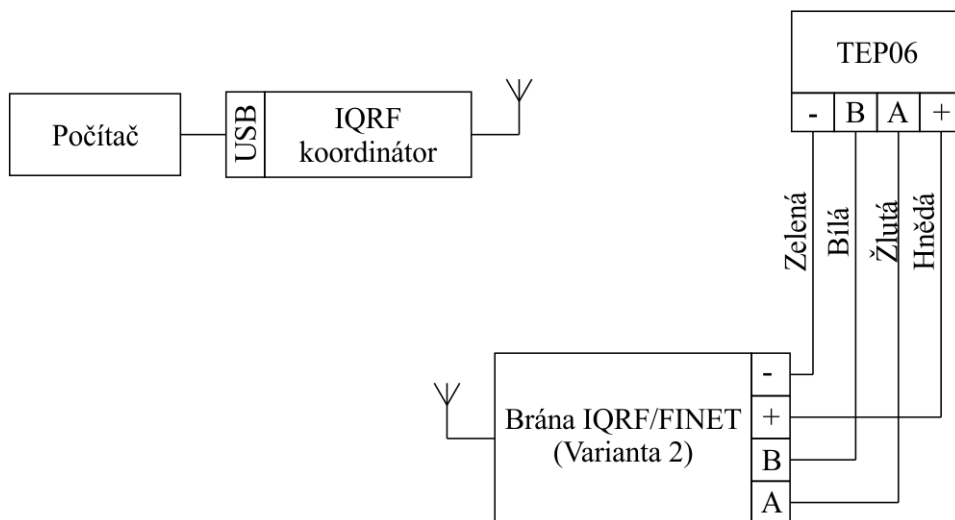 TEP06
- B A +
Počítač
USB
IQRF
koordinátor
Zelená
Bílá
Žlutá
Hnědá
Brána IQRF/FINET
(Varianta 2)
-
+
B
A